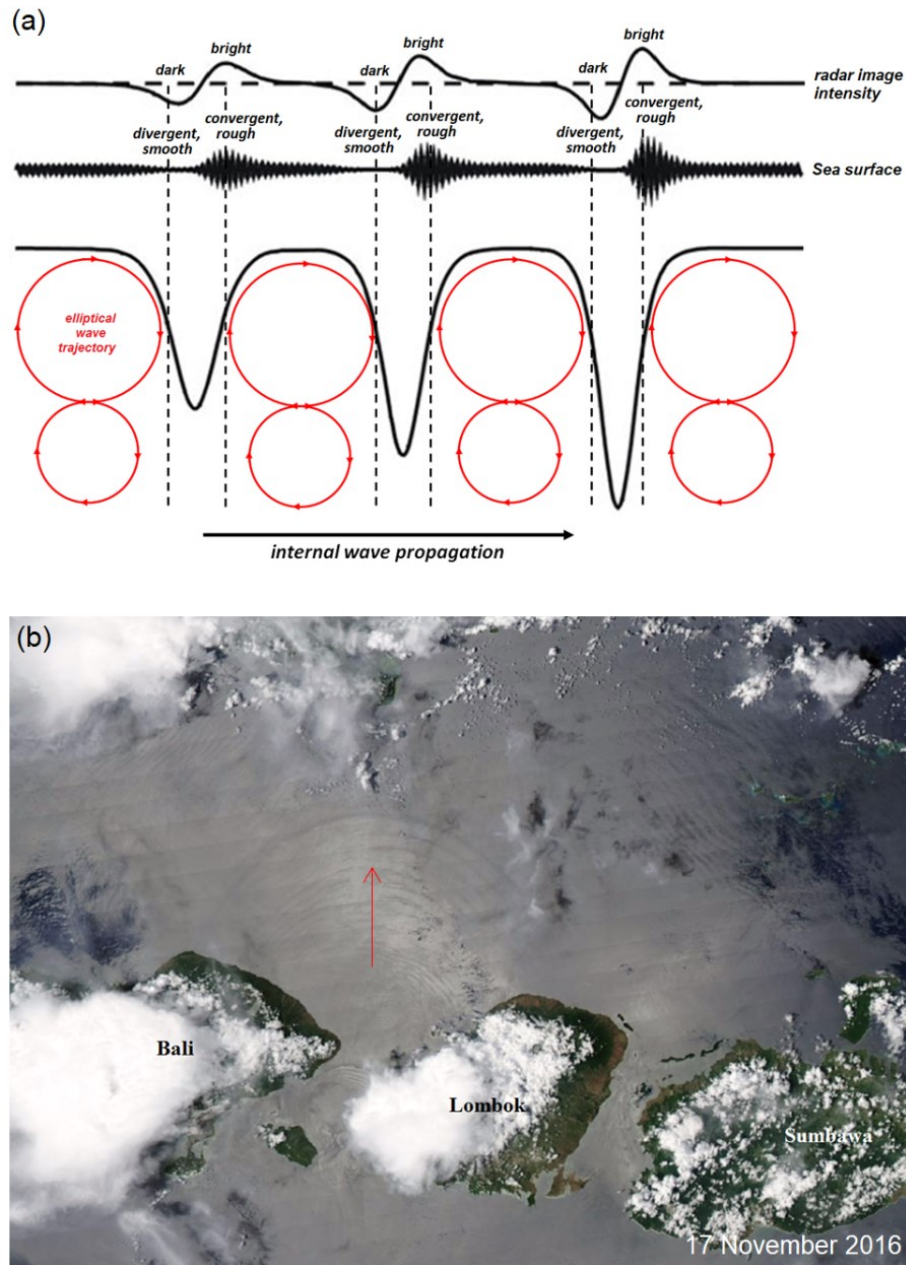 (a)
bright
bright
bright
dark
dark
dark
radar image
intensity
divergent,
smooth
convergent,
rough
divergent,
smooth
convergent,
rough
divergent,
smooth
convergent,
rough
Sea surface
elliptical
wave
trajectory
internal wave propagation
(b)
Bali
Lombok
Sumbawa
17 November 2016